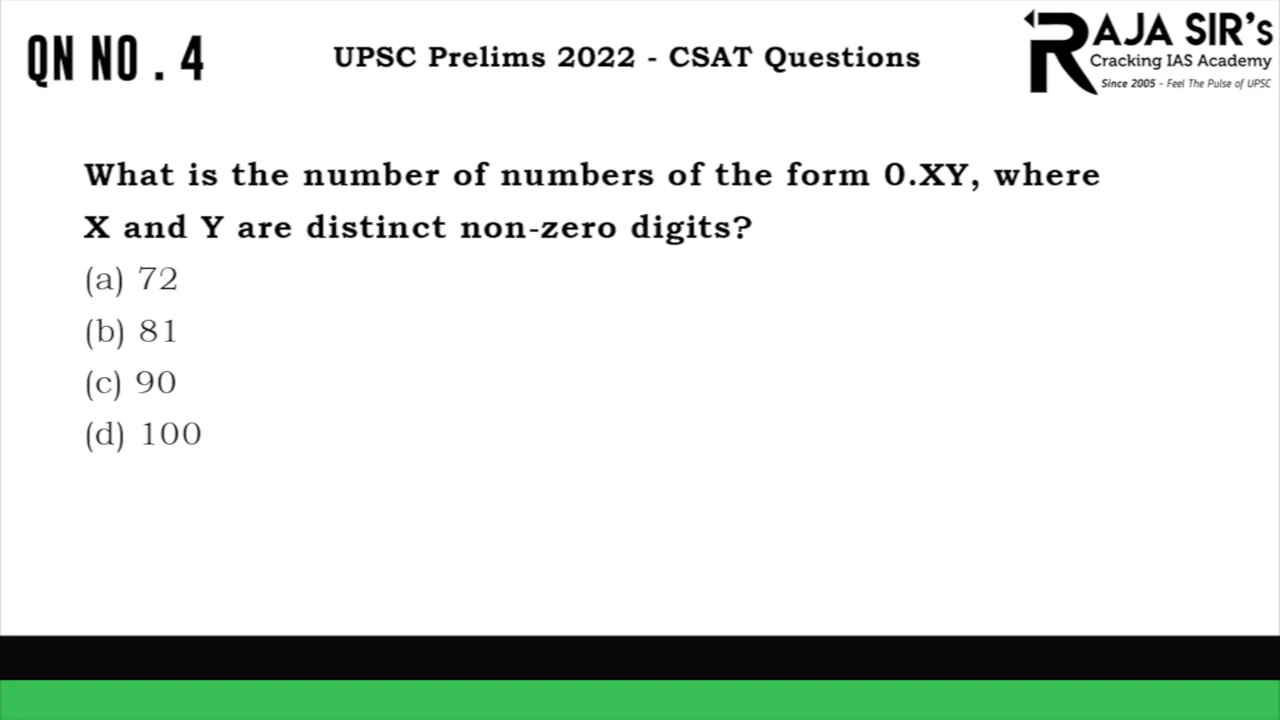 QN NO . 4
UPSC Prelims 2022 - CSAT Questions
RAJA SIR's
Cracking IAS Academy
Since 2005 - Feel The Pulse of UPSC
What is the number of numbers of the form 0.XY, where
X and Y are distinct non-zero digits?
(a) 72
(b) 81
(c) 90
(d) 100